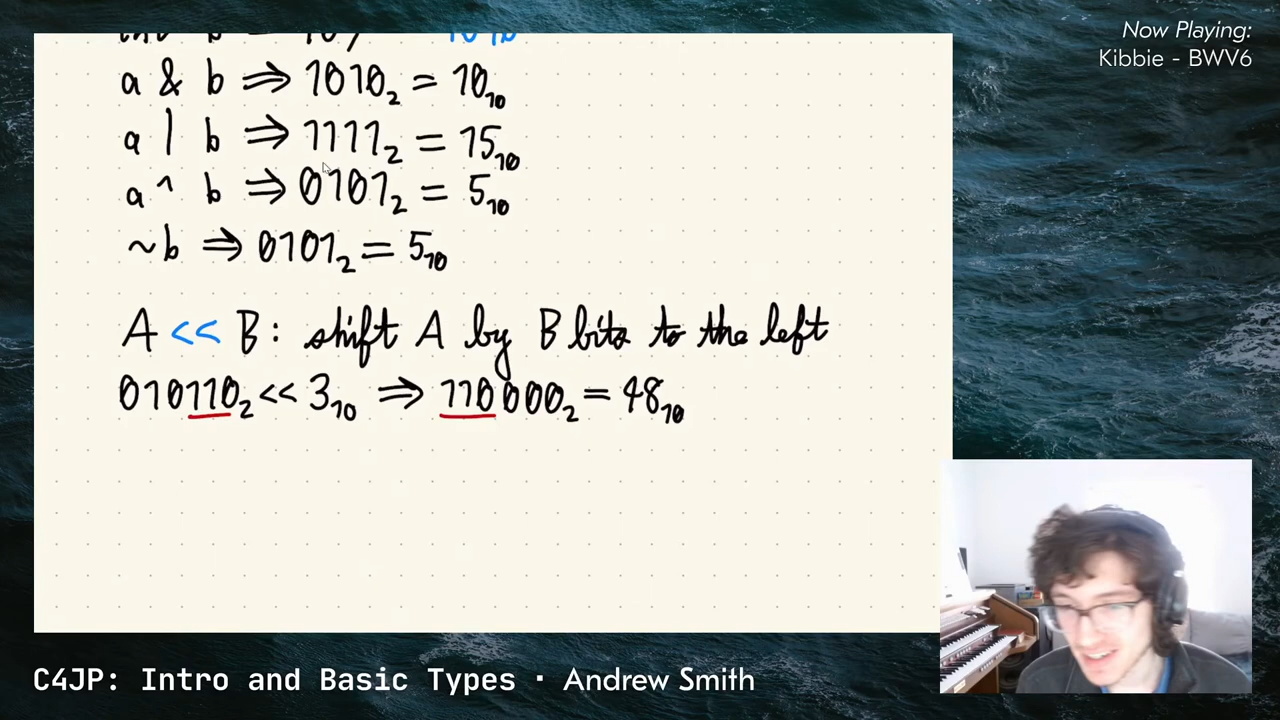 Now Playing:
Kibbie - BWV6
a & b ⇒ 1010₂ = 10₁₀
a | b ⇒ 1111₂ = 15₁₀
a ^ b ⇒ 0101₂ = 5₁₀
~b ⇒ 0101₂ = 5₁₀
A << B: shift A by B bits to the left
010110₂ << 3₁₀ ⇒ 110000₂ = 48₁₀
C4JP: Intro and Basic Types · Andrew Smith